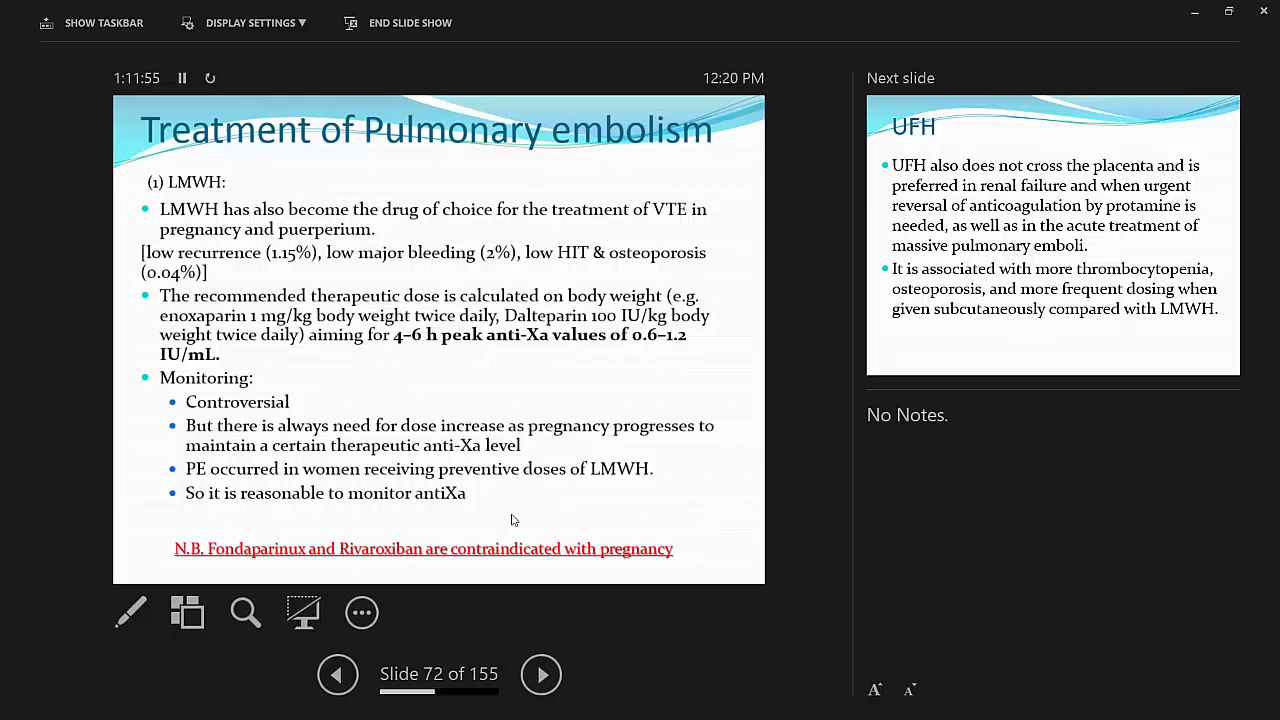 SHOW TASKBAR
DISPLAY SETTINGS ▼
END SLIDE SHOW
1:11:55
12:20 PM
Treatment of Pulmonary embolism
(1) LMWH:
• LMWH has also become the drug of choice for the treatment of VTE in
pregnancy and puerperium.
[low recurrence (1.15%), low major bleeding (2%), low HIT & osteoporosis
(0.04%)]
• The recommended therapeutic dose is calculated on body weight (e.g.
enoxaparin 1 mg/kg body weight twice daily, Dalteparin 100 IU/kg body
weight twice daily) aiming for 4–6 h peak anti-Xa values of 0.6–1.2
IU/mL.
• Monitoring:
• Controversial
• But there is always need for dose increase as pregnancy progresses to
maintain a certain therapeutic anti-Xa level
• PE occurred in women receiving preventive doses of LMWH.
• So it is reasonable to monitor antiXa
N.B. Fondaparinux and Rivaroxiban are contraindicated with pregnancy
Slide 72 of 155
Next slide
UFH
• UFH also does not cross the placenta and is
preferred in renal failure and when urgent
reversal of anticoagulation by protamine is
needed, as well as in the acute treatment of
massive pulmonary emboli.
• It is associated with more thrombocytopenia,
osteoporosis, and more frequent dosing when
given subcutaneously compared with LMWH.
No Notes.
A A